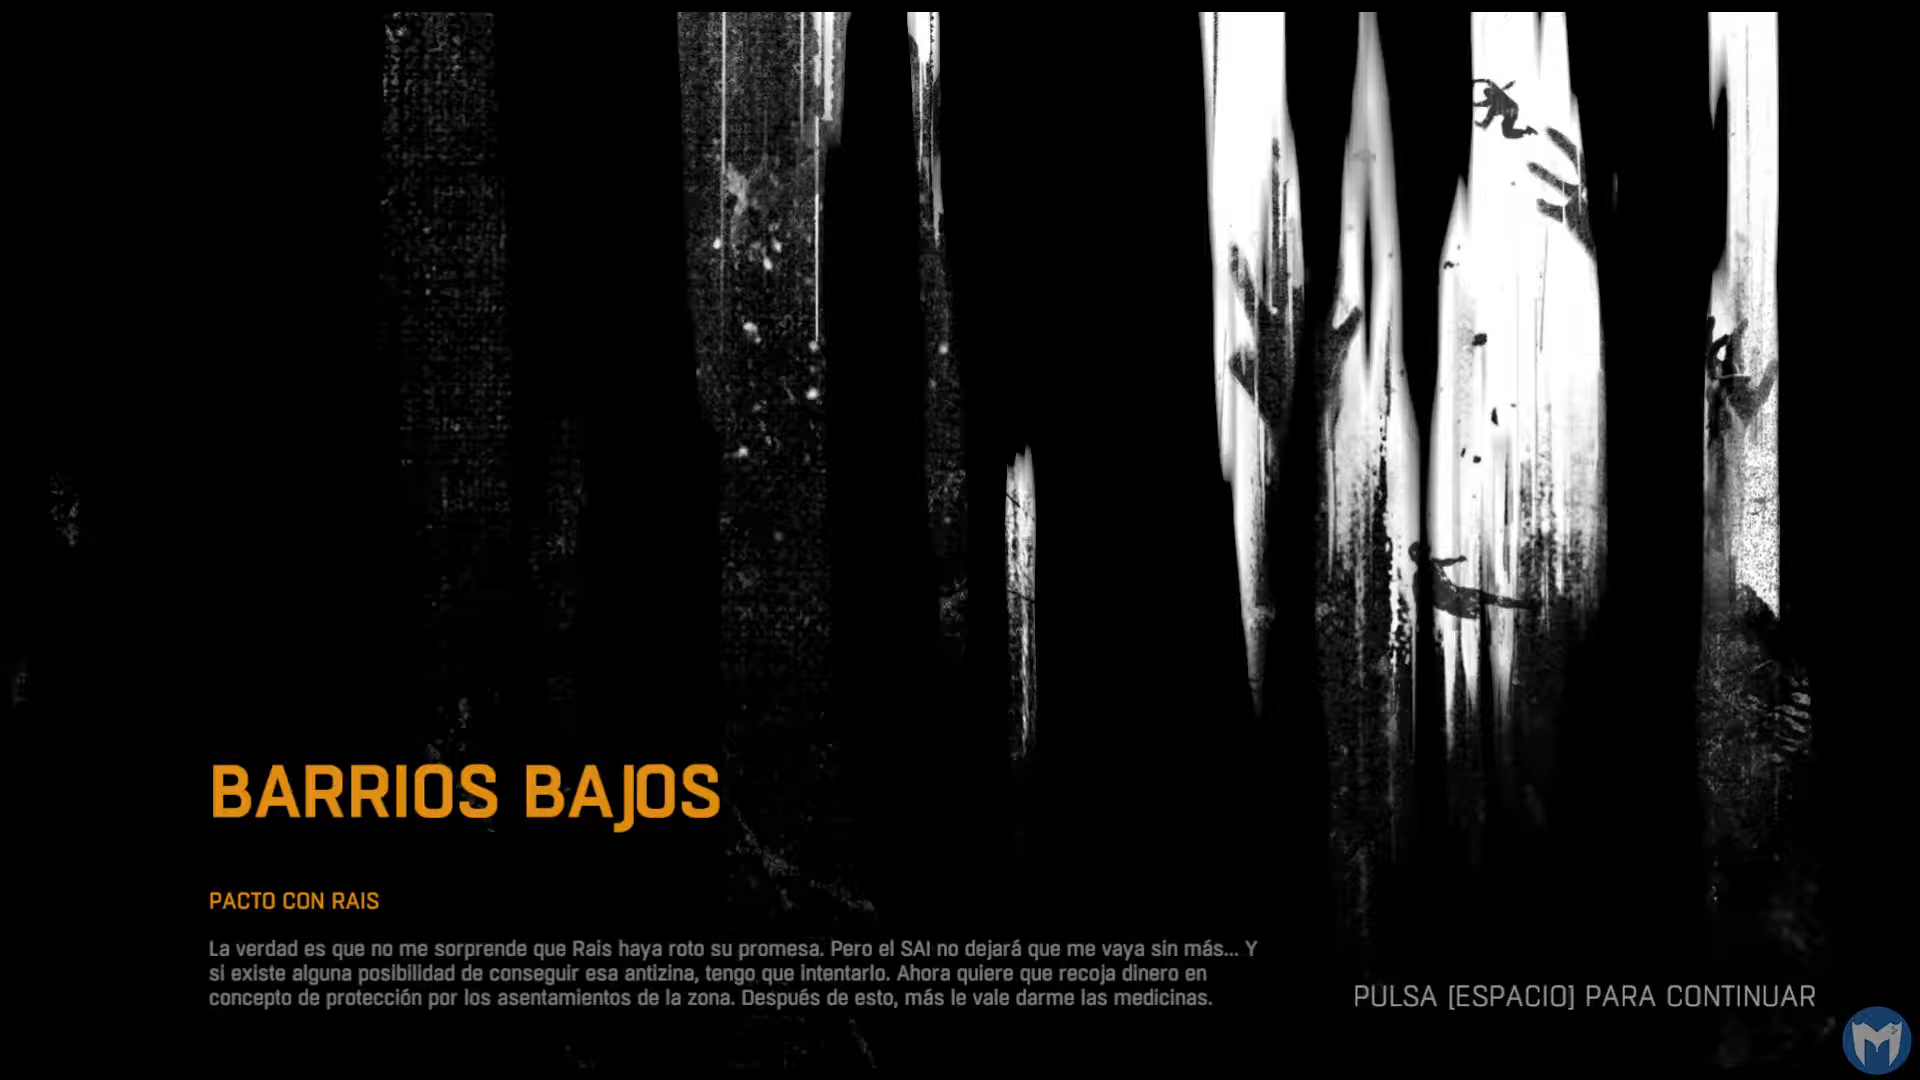 BARRIOS BAJOS
PACTO CON RAIS
La verdad es que no me sorprende que Rais haya roto su promesa. Pero el SAI no dejará que me vaya sin más... Y
si existe alguna posibilidad de conseguir esa antizina, tengo que intentarlo. Ahora quiere que recoja dinero en
concepto de protección por los asentamientos de la zona. Después de esto, más le vale darme las medicinas.
PULSA [ESPACIO] PARA CONTINUAR